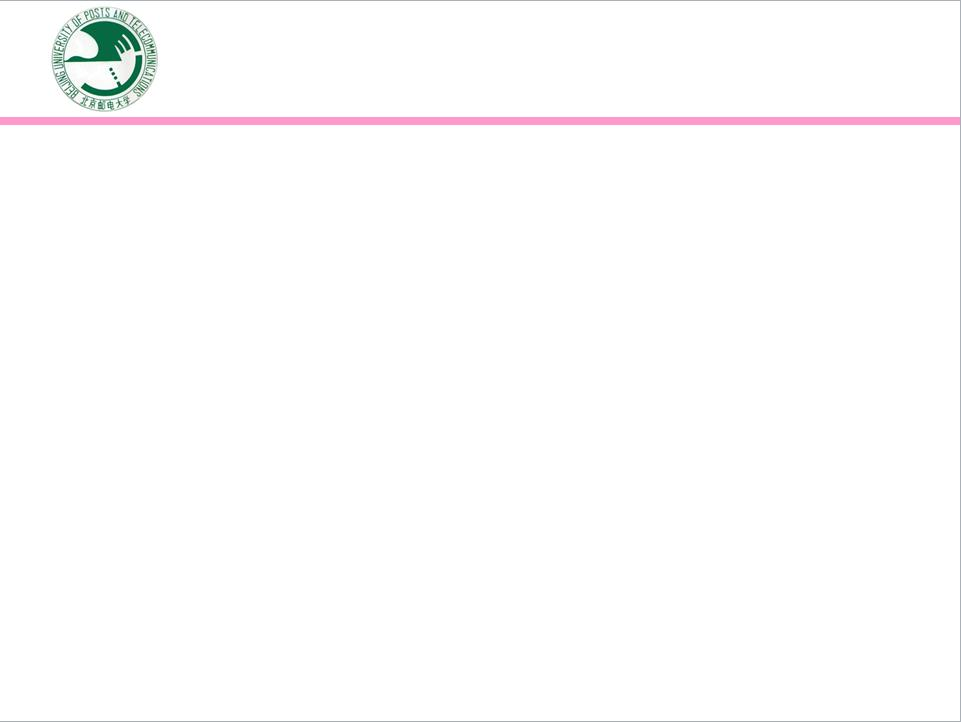 BEIJING UNIVERSITY OF POSTS AND TELECOMMUNICATIONS
北京邮电大学